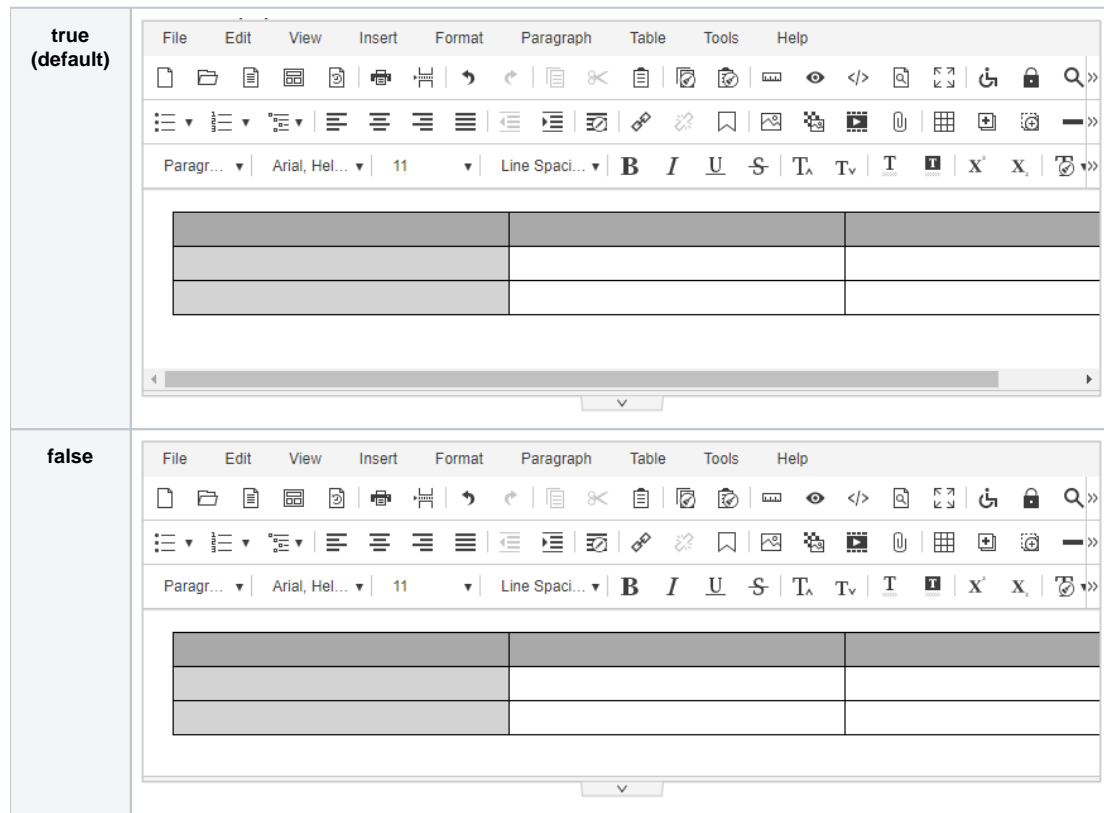 true
(default)
File Edit View Insert Format Paragraph Table Tools Help
Paragr... Arial, Hel... 11 Line Spaci... B I U S T T T T X X T
false
File Edit View Insert Format Paragraph Table Tools Help
Paragr... Arial, Hel... 11 Line Spaci... B I U S T T T T X X T